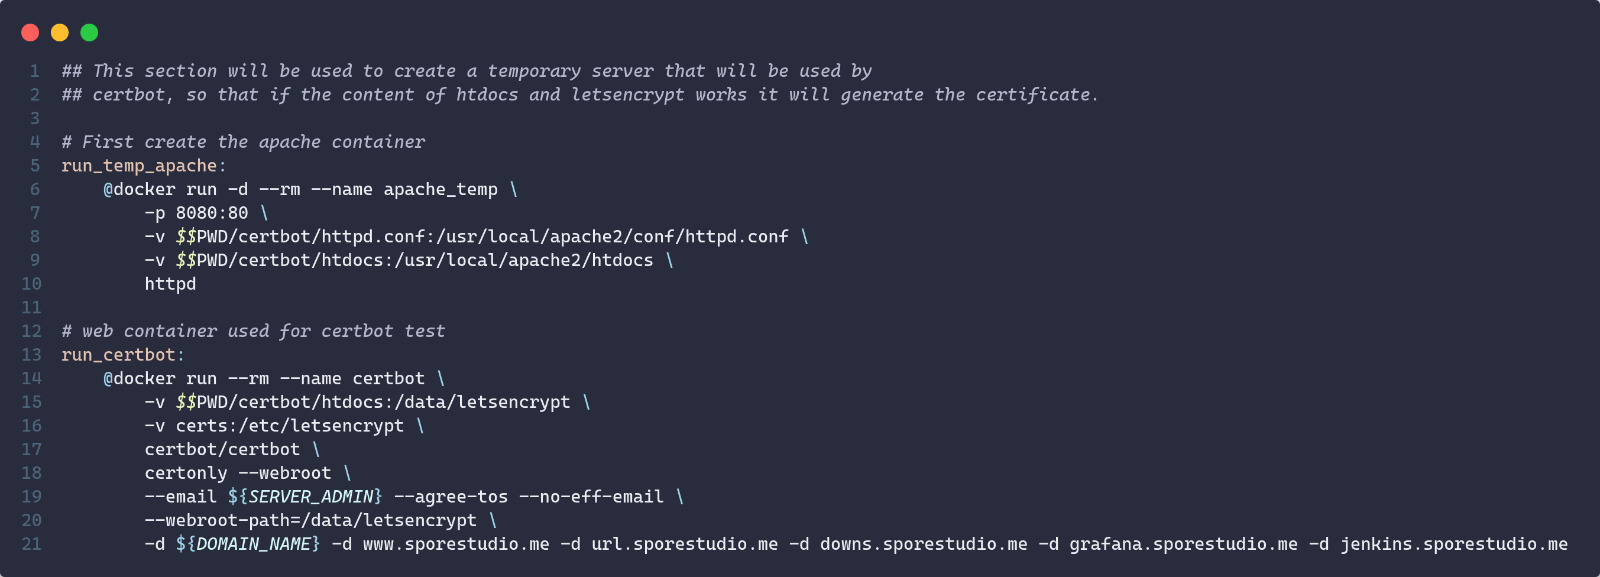 1 ## This section will be used to create a temporary server that will be used by
2 ## certbot, so that if the content of htdocs and letsencrypt works it will generate the certificate.
3
4 # First create the apache container
5 run_temp_apache:
6 @docker run -d --rm --name apache_temp \
7 -p 8080:80 \
8 -v $$PWD/certbot/httpd.conf:/usr/local/apache2/conf/httpd.conf \
9 -v $$PWD/certbot/htdocs:/usr/local/apache2/htdocs \
10 httpd
11
12 # web container used for certbot test
13 run_certbot:
14 @docker run --rm --name certbot \
15 -v $$PWD/certbot/htdocs:/data/letsencrypt \
16 -v certs:/etc/letsencrypt \
17 certbot/certbot \
18 certonly --webroot \
19 --email ${SERVER_ADMIN} --agree-tos --no-eff-email \
20 --webroot-path=/data/letsencrypt \
21 -d ${DOMAIN_NAME} -d www.sporestudio.me -d url.sporestudio.me -d downs.sporestudio.me -d grafana.sporestudio.me -d jenkins.sporestudio.me